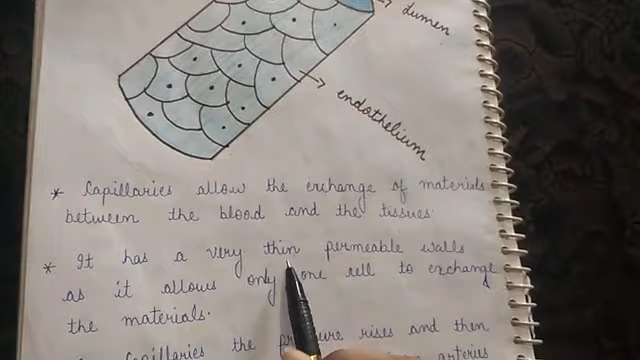 Lumen
endothelium
* Capillaries allow the exchange of materials
between the blood and the tissues.
* It has a very thin permeable walls
as it allows only one cell to exchange
the materials.
Capillaries the pressure rises and then
arteries